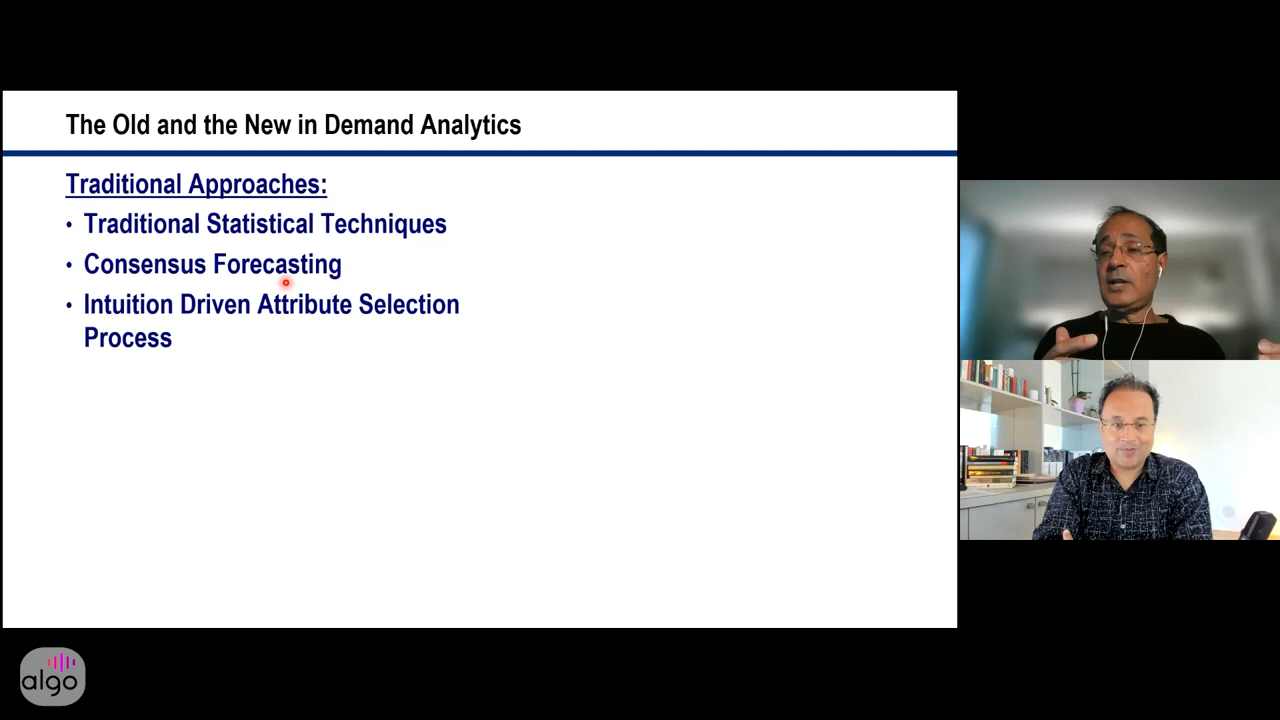 The Old and the New in Demand Analytics
Traditional Approaches:
• Traditional Statistical Techniques
• Consensus Forecasting
• Intuition Driven Attribute Selection
Process
algo